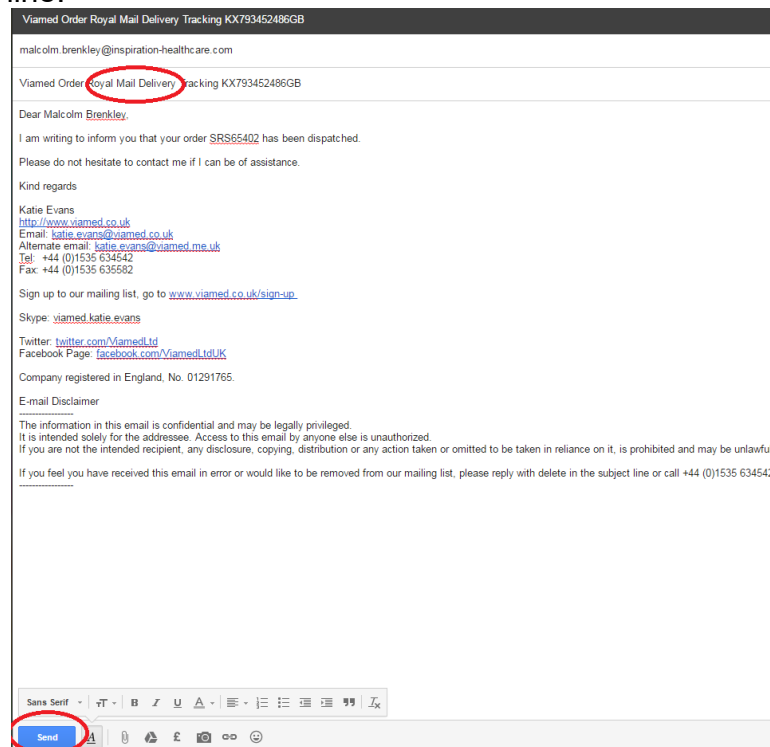 Viamed Order Royal Mail Delivery Tracking KX793452486GB
malcolm.brenkley@inspiration-healthcare.com
Viamed Order Royal Mail Delivery Tracking KX793452486GB
Dear Malcolm Brenkley,
I am writing to inform you that your order SRS65402 has been dispatched.
Please do not hesitate to contact me if I can be of assistance.
Kind regards
Katie Evans
http://www.viamed.co.uk
Email: katie.evans@viamed.co.uk
Alternate email: katie.evans@viamed.me.uk
Tel: +44 (0)1535 634542
Fax: +44 (0)1535 635582
Sign up to our mailing list, go to www.viamed.co.uk/sign-up
Skype: viamed.katie.evans
Twitter: twitter.com/ViamedLtd
Facebook Page: facebook.com/ViamedLtdUK
Company registered in England, No. 01291765.
E-mail Disclaimer
-----------------
The information in this email is confidential and may be legally privileged.
It is intended solely for the addressee. Access to this email by anyone else is unauthorized.
If you are not the intended recipient, any disclosure, copying, distribution or any action taken or omitted to be taken in reliance on it, is prohibited and may be unlawfu
If you feel you have received this email in error or would like to be removed from our mailing list, please reply with delete in the subject line or call +44 (0)1535 634542
-----------------
Sans Serif
Send